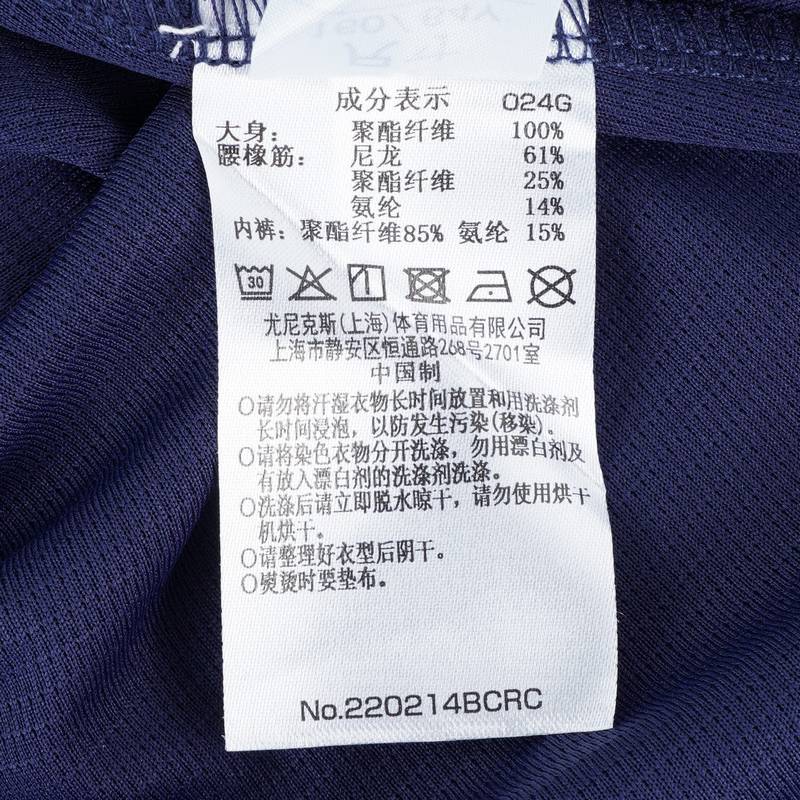 160/64Y
尺寸
成分表示 024G
大身： 聚酯纤维 100%
腰橡筋： 尼龙 61%
聚酯纤维 25%
氨纶 14%
内裤：聚酯纤维85% 氨纶 15%
30
尤尼克斯(上海)体育用品有限公司
上海市静安区恒通路268号2701室
中国制
○请勿将汗湿衣物长时间放置和用洗涤剂
长时间浸泡，以防发生污染(移染)。
○请将染色衣物分开洗涤，勿用漂白剂及
有放入漂白剂的洗涤剂洗涤。
○洗涤后请立即脱水晾干，请勿使用烘干
机烘干。
○请整理好衣型后阴干。
○熨烫时要垫布。
No.220214BCRC